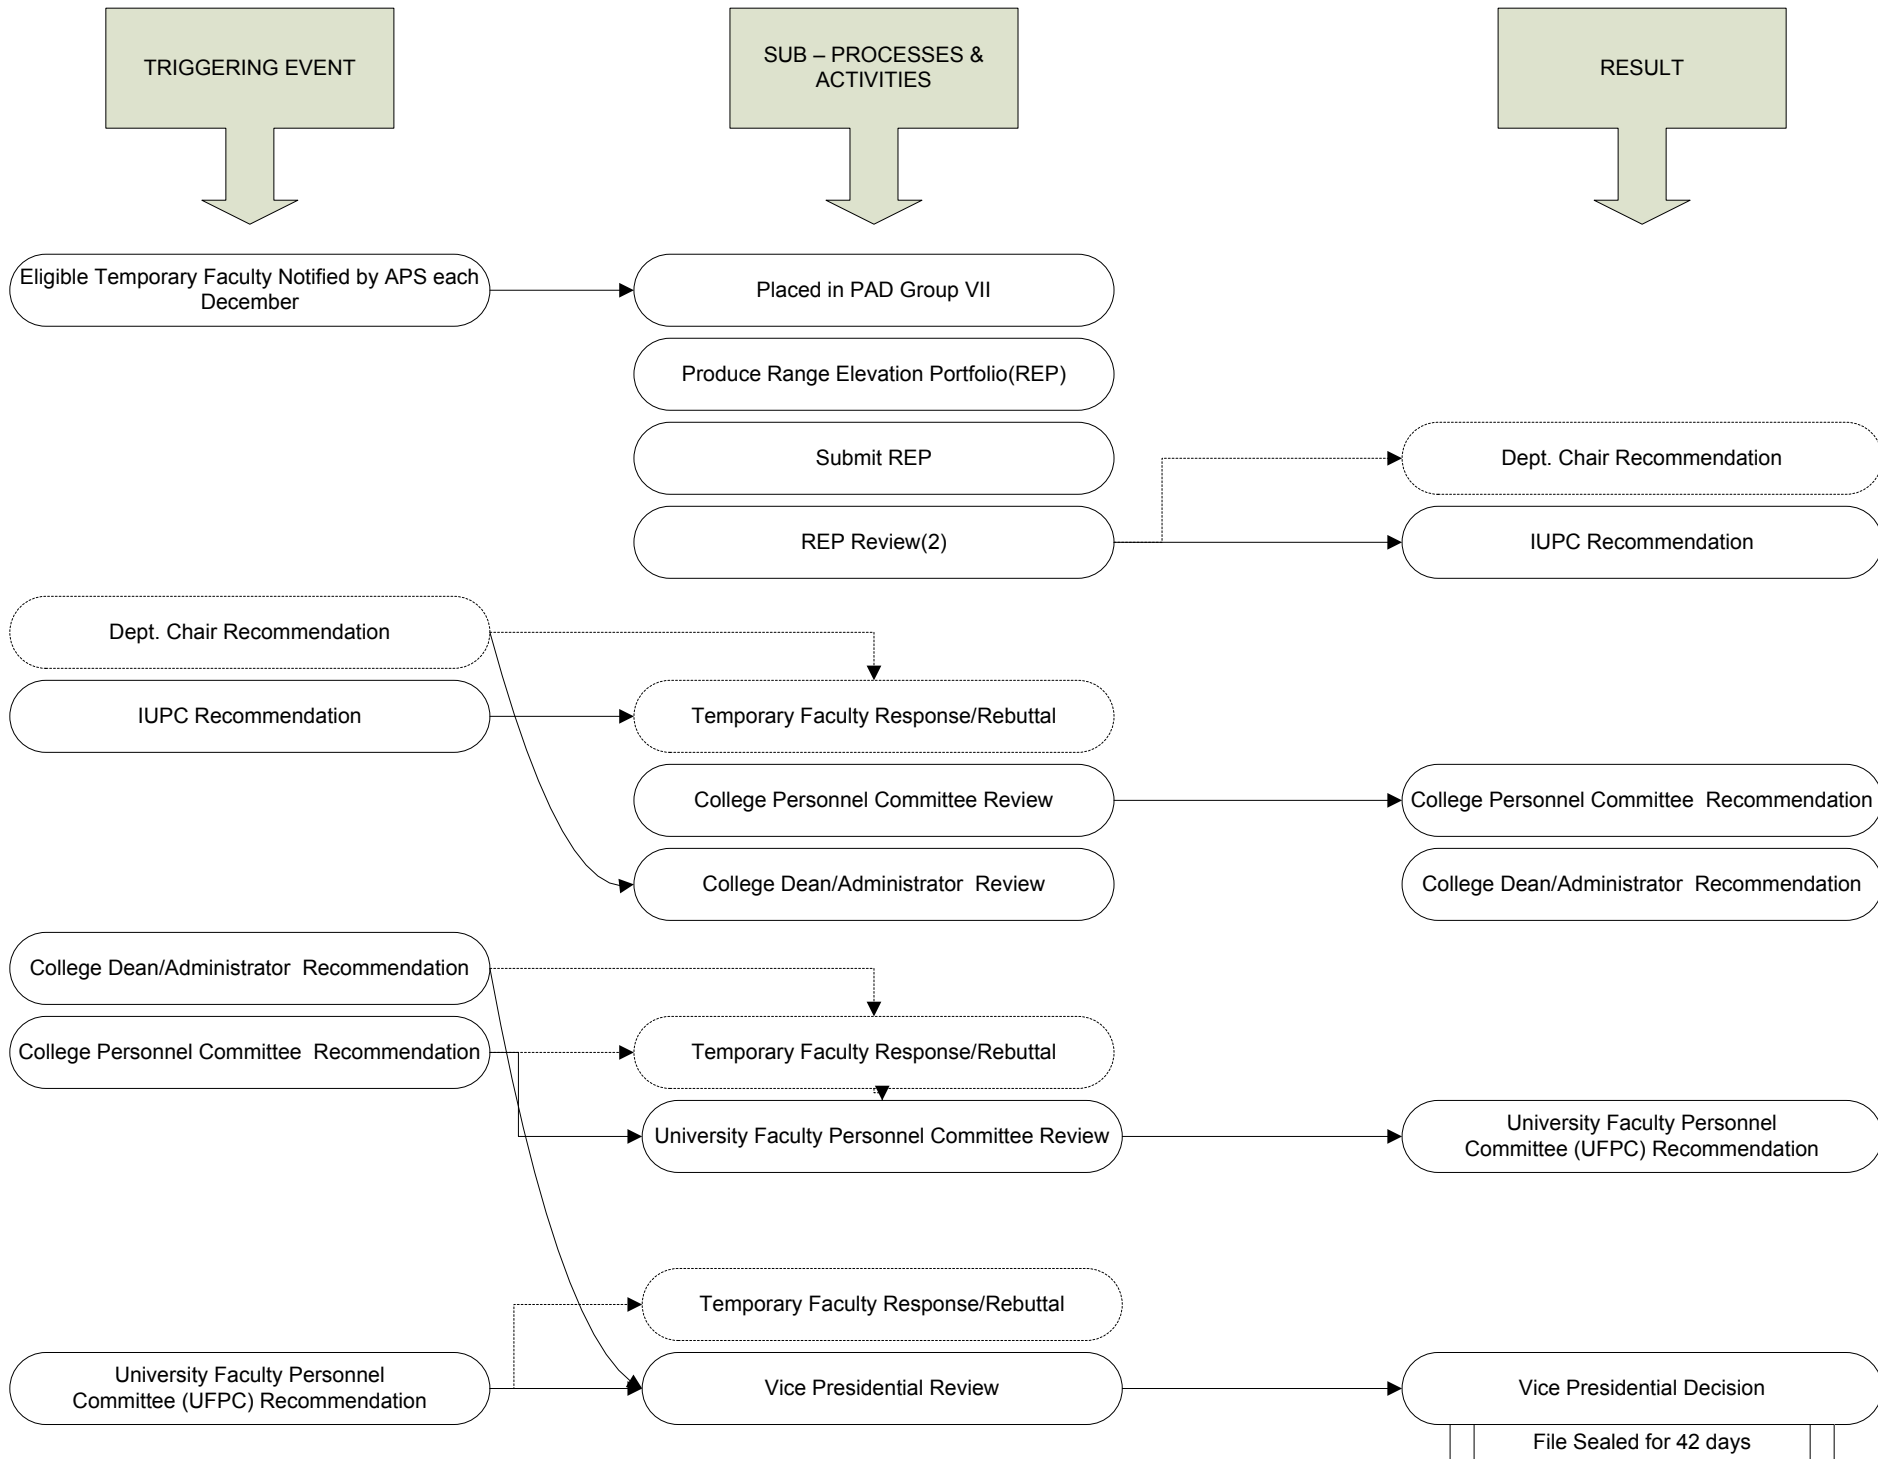 TRIGGERING EVENT
SUB – PROCESSES &
ACTIVITIES
RESULT
Eligible Temporary Faculty Notified by APS each
December
Placed in PAD Group VII
Produce Range Elevation Portfolio(REP)
Submit REP
Dept. Chair Recommendation
REP Review(2)
IUPC Recommendation
Dept. Chair Recommendation
IUPC Recommendation
Temporary Faculty Response/Rebuttal
College Personnel Committee Review
College Personnel Committee  Recommendation
College Dean/Administrator  Review
College Dean/Administrator  Recommendation
College Dean/Administrator  Recommendation
College Personnel Committee  Recommendation
Temporary Faculty Response/Rebuttal
University Faculty Personnel Committee Review
University Faculty Personnel
Committee (UFPC) Recommendation
Temporary Faculty Response/Rebuttal
University Faculty Personnel
Committee (UFPC) Recommendation
Vice Presidential Review
Vice Presidential Decision
File Sealed for 42 days